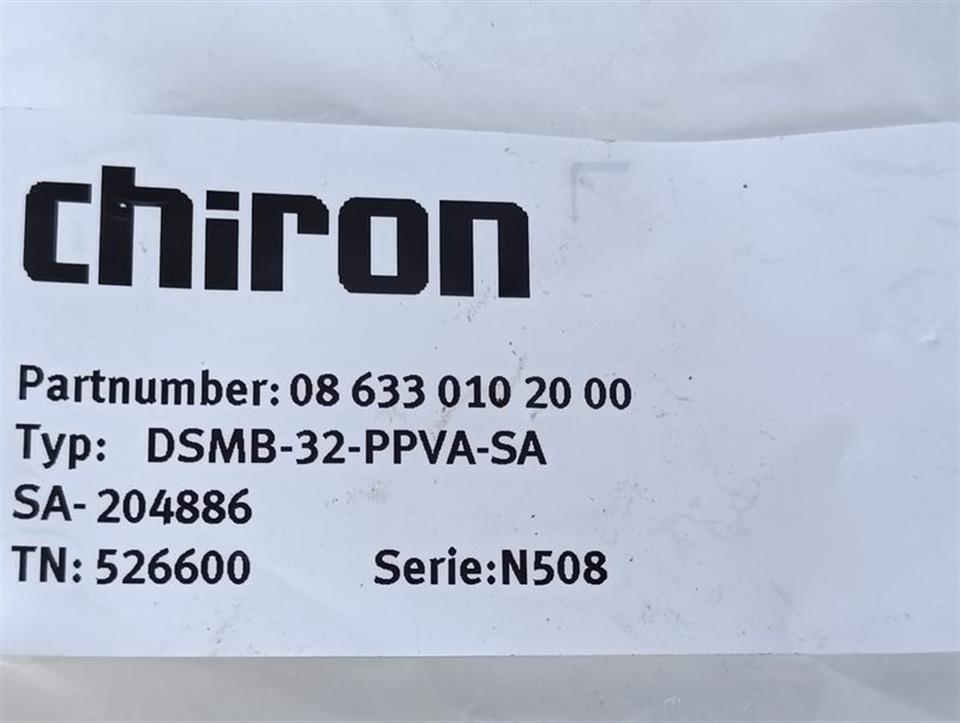 chiron
Partnumber: 08 633 010 20 00
Typ: DSMB-32-PPVA-SA
SA- 204886
TN: 526600 Serie:N508